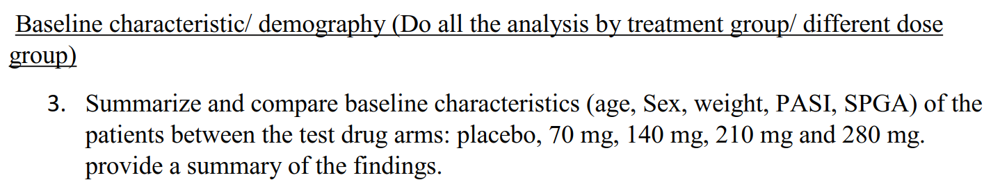 Baseline characteristic/ demography (Do all the analysis by treatment group/ different dose
group)
3. Summarize and compare baseline characteristics (age, Sex, weight, PASI, SPGA) of the
patients between the test drug arms: placebo, 70 mg, 140 mg, 210 mg and 280 mg.
provide a summary of the findings.